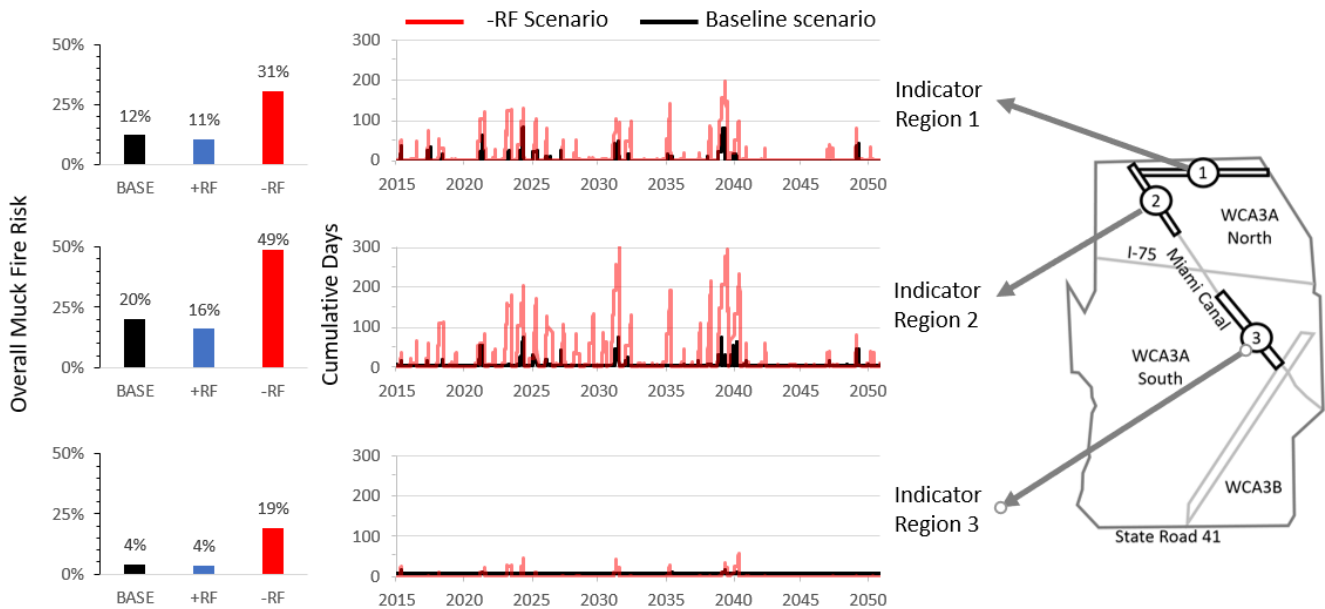 -RF Scenario
Baseline scenario
Overall Muck Fire Risk
50%
25%
0%
12%
11%
31%
BASE
+RF
-RF
50%
25%
0%
20%
16%
49%
BASE
+RF
-RF
50%
25%
0%
4%
4%
19%
BASE
+RF
-RF
Cumulative Days
300
200
100
0
2015
2020
2025
2030
2035
2040
2045
2050
300
200
100
0
2015
2020
2025
2030
2035
2040
2045
2050
300
200
100
0
2015
2020
2025
2030
2035
2040
2045
2050
Indicator
Region 1
Indicator
Region 2
Indicator
Region 3
1
2
WCA3A
North
I-75
Miami Canal
3
WCA3A
South
WCA3B
State Road 41